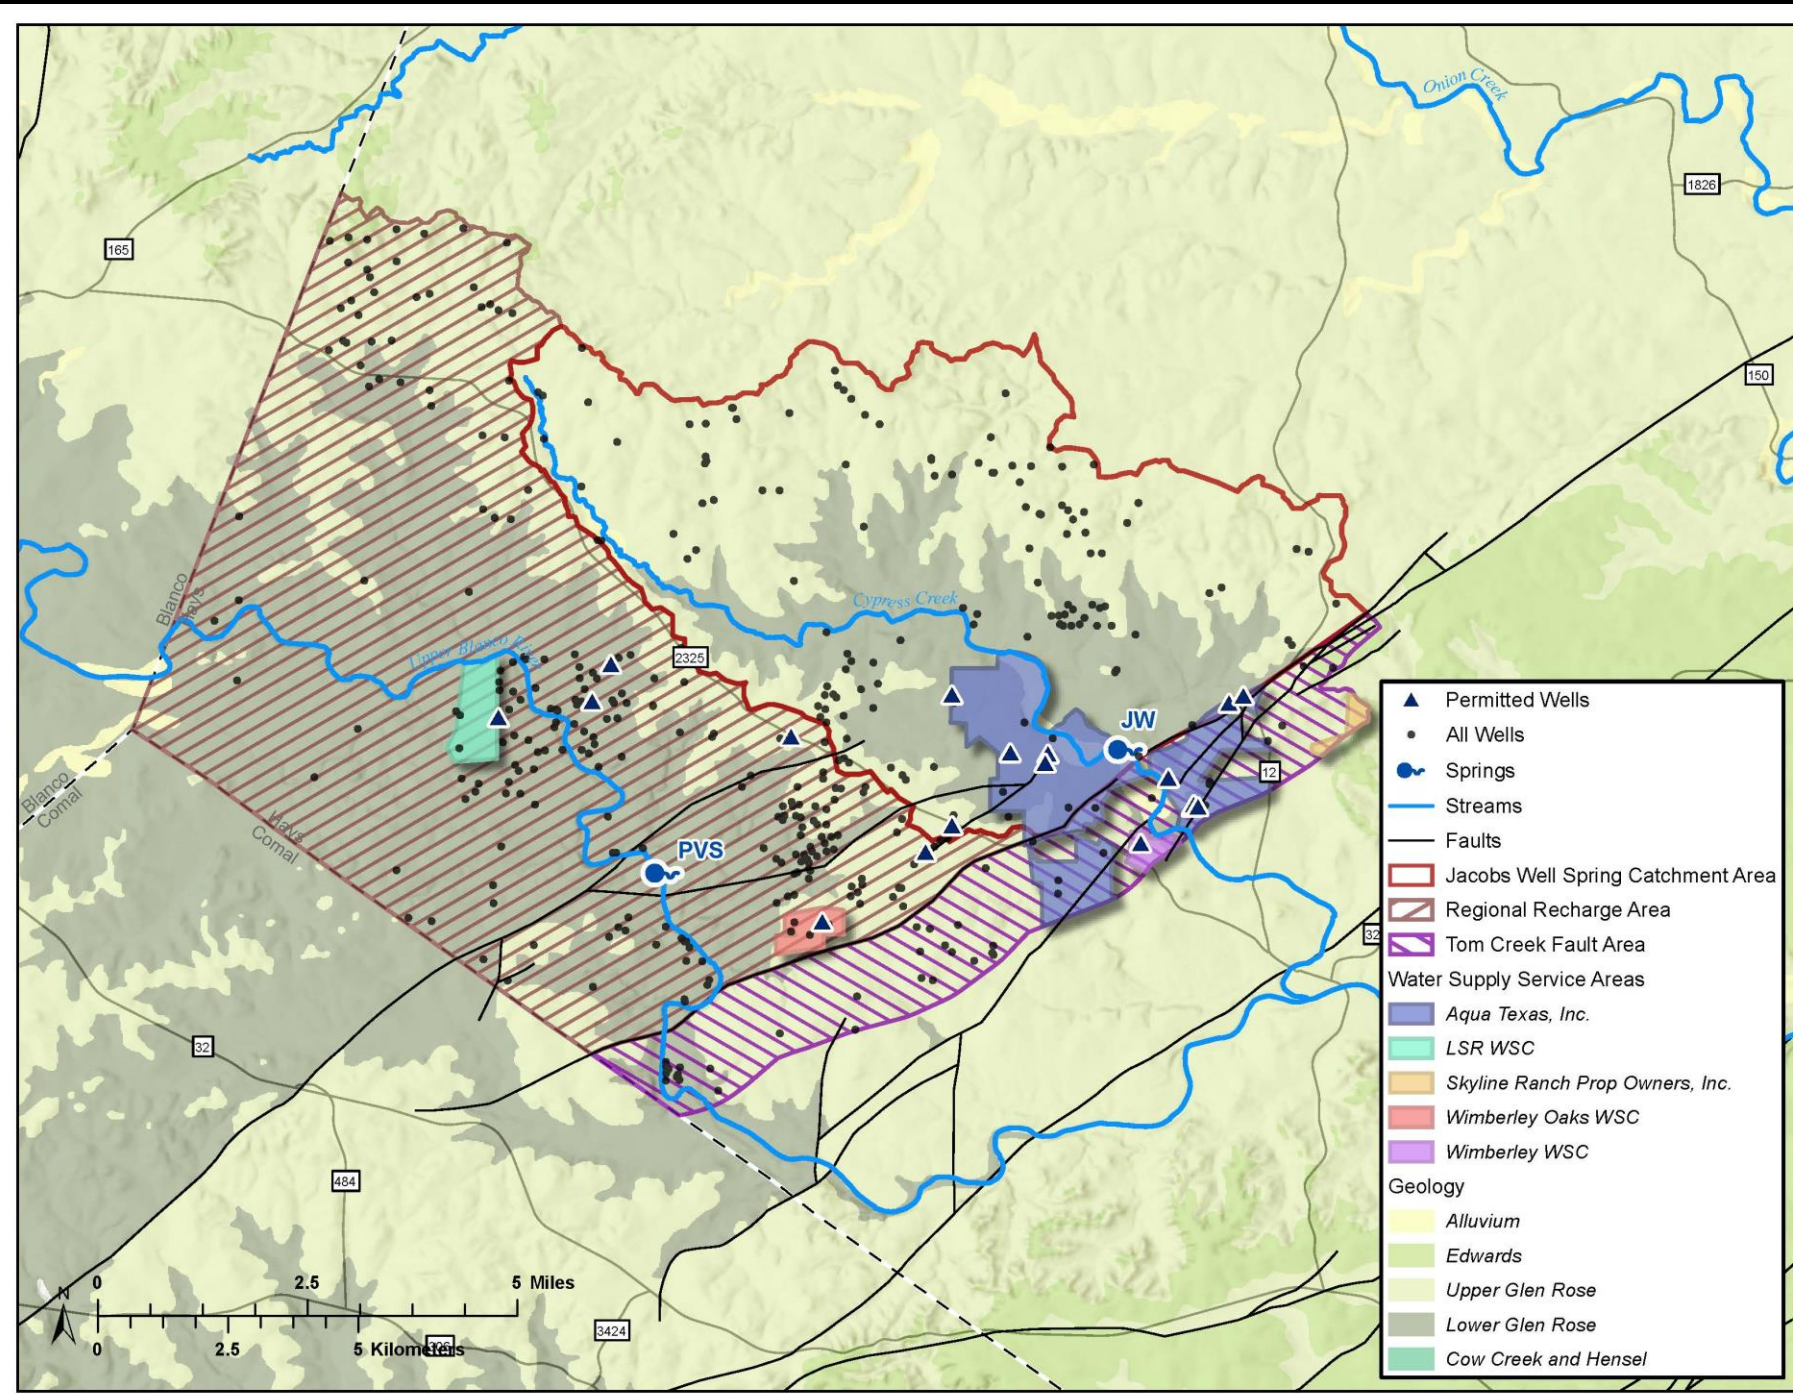 Onion Creek
1826
165
150
Blanco
Hays
Cypress Creek
Upper Blanco River
2325
JW
12
Blanco
Comal
Hays
Comal
PVS
32
32
484
3424
0 2.5 5 Miles
N
0 2.5 5 Kilometers
Permitted Wells
All Wells
Springs
Streams
Faults
Jacobs Well Spring Catchment Area
Regional Recharge Area
Tom Creek Fault Area
Water Supply Service Areas
Aqua Texas, Inc.
LSR WSC
Skyline Ranch Prop Owners, Inc.
Wimberley Oaks WSC
Wimberley WSC
Geology
Alluvium
Edwards
Upper Glen Rose
Lower Glen Rose
Cow Creek and Hensel